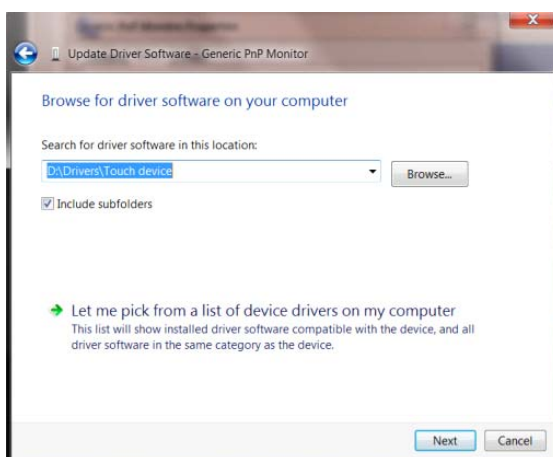 Update Driver Software - Generic PnP Monitor
Browse for driver software on your computer
Search for driver software in this location:
D:\Drivers\Touch device
Browse...
Include subfolders
Let me pick from a list of device drivers on my computer
This list will show installed driver software compatible with the device, and all
driver software in the same category as the device.
Next
Cancel